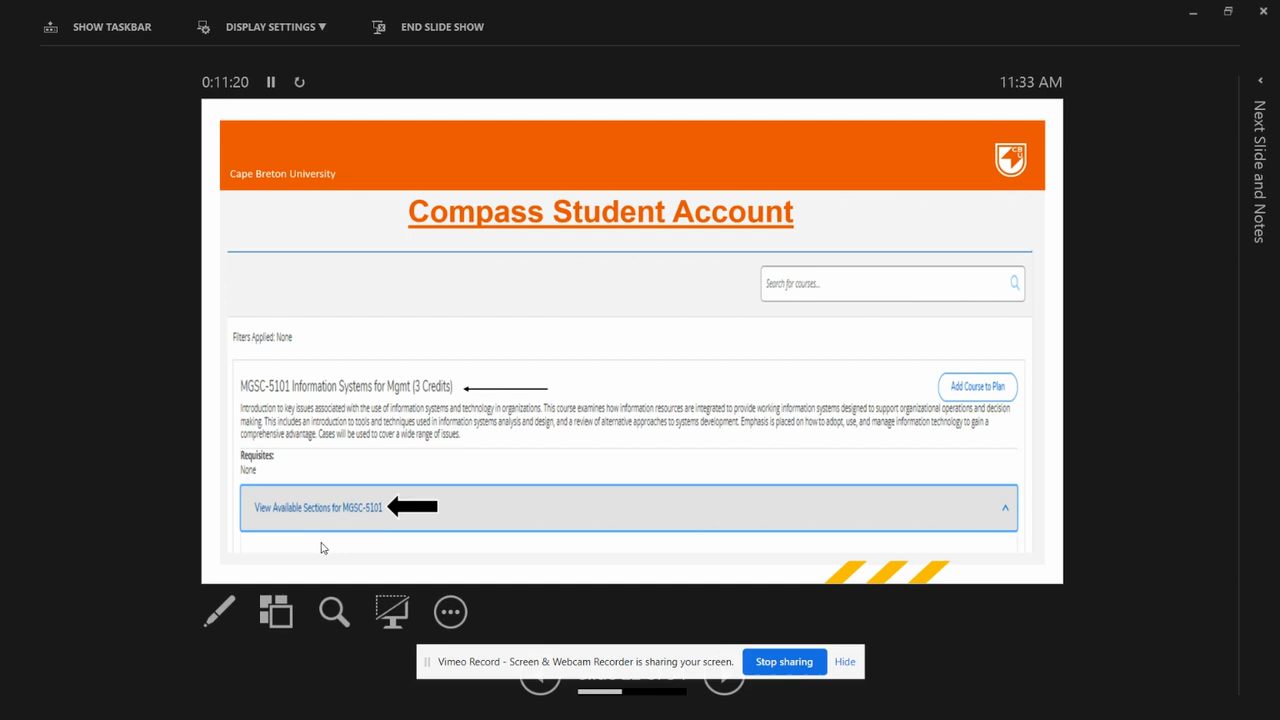 SHOW TASKBAR DISPLAY SETTINGS ▼ END SLIDE SHOW
0:11:20 11:33 AM
Next Slide and Notes
Cape Breton University
CBU
Compass Student Account
Search for courses...
Filters Applied: None
MGSC-5101 Information Systems for Mgmt (3 Credits)
Add Course to Plan
Introduction to key issues associated with the use of information systems and technology in organizations. This course examines how information resources are integrated to provide working information systems designed to support organizational operations and decision
making. This includes an introduction to tools and techniques used in information systems analysis and design, and a review of alternative approaches to systems development. Emphasis is placed on how to adopt, use, and manage information technology to gain a
comprehensive advantage. Cases will be used to cover a wide range of issues.
Requisites:
None
View Available Sections for MGSC-5101
Vimeo Record - Screen & Webcam Recorder is sharing your screen. Stop sharing Hide